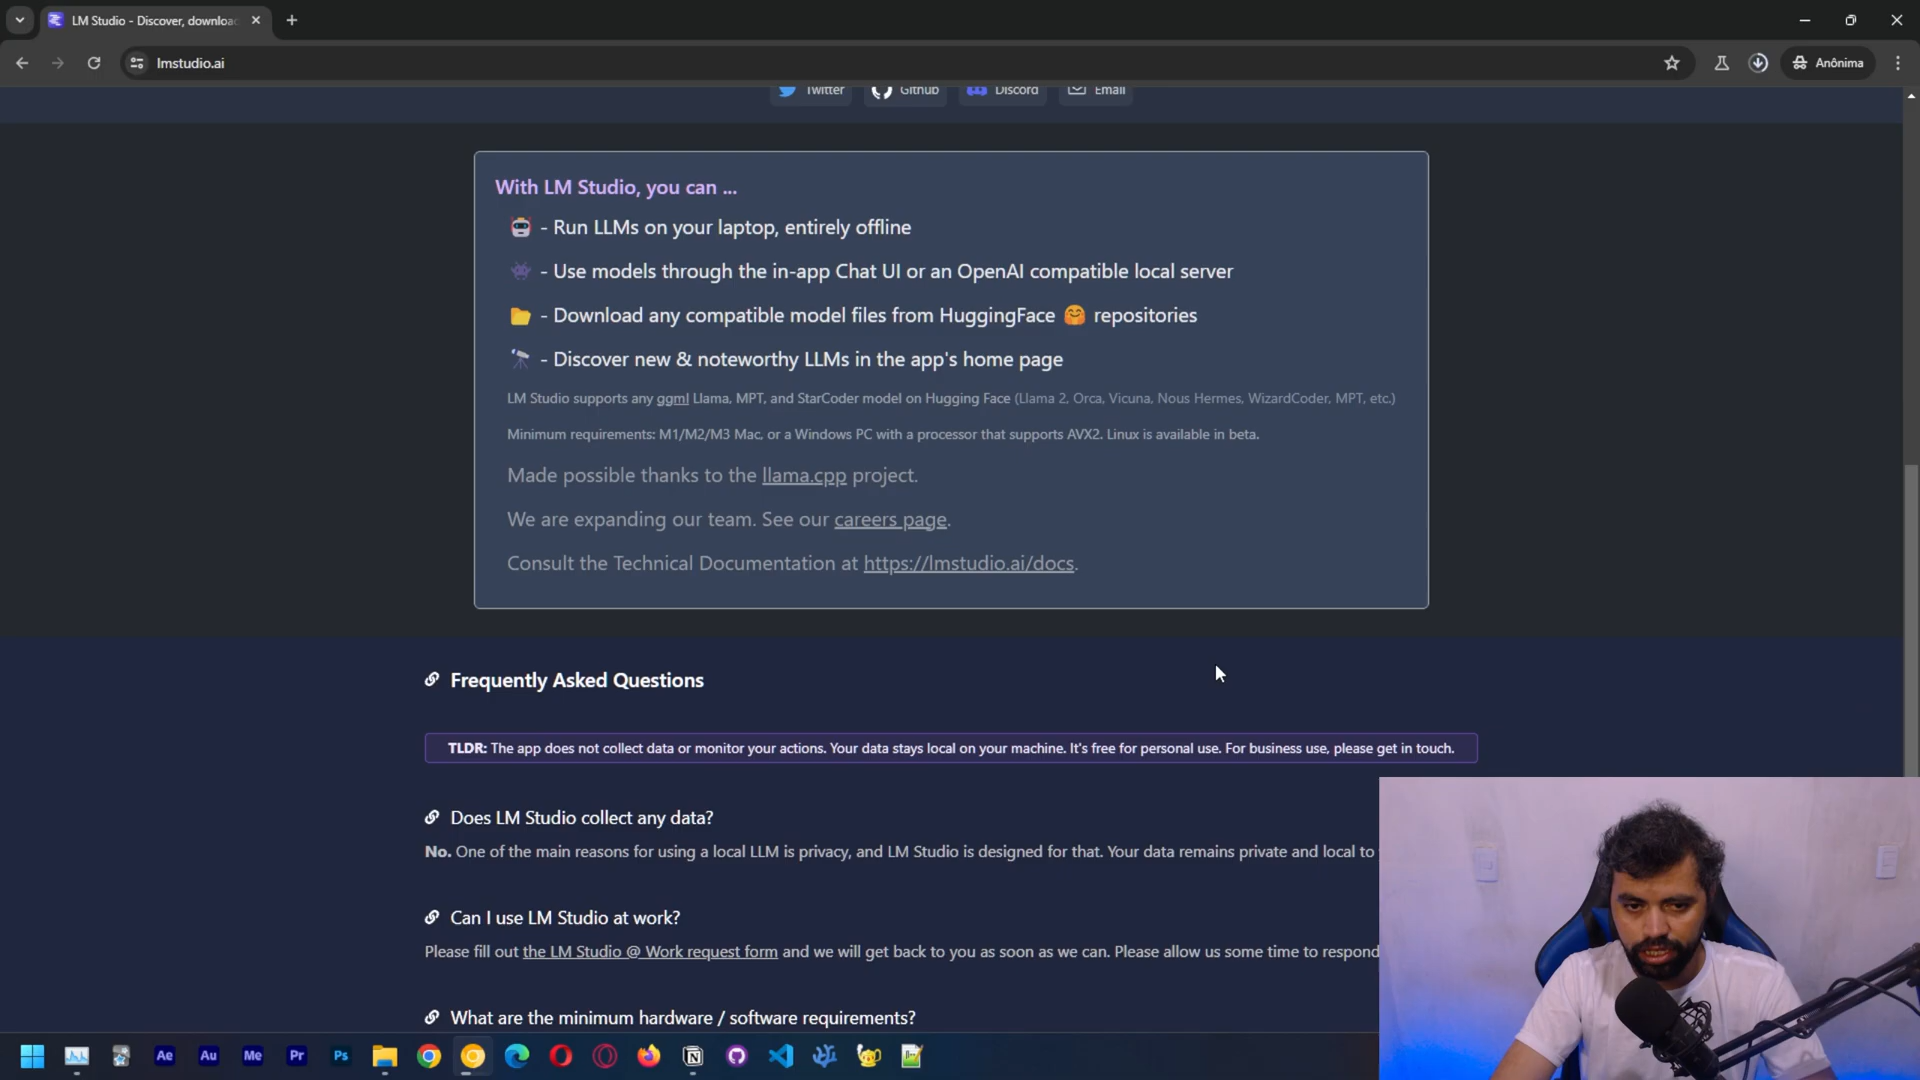 LM Studio - Discover, downloa
lmstudio.ai
Anônima
Twitter
Github
Discord
Email
With LM Studio, you can ...
- Run LLMs on your laptop, entirely offline
- Use models through the in-app Chat UI or an OpenAI compatible local server
- Download any compatible model files from HuggingFace 🤗 repositories
- Discover new & noteworthy LLMs in the app's home page
LM Studio supports any ggml Llama, MPT, and StarCoder model on Hugging Face (Llama 2, Orca, Vicuna, Nous Hermes, WizardCoder, MPT, etc.)
Minimum requirements: M1/M2/M3 Mac, or a Windows PC with a processor that supports AVX2. Linux is available in beta.
Made possible thanks to the llama.cpp project.
We are expanding our team. See our careers page.
Consult the Technical Documentation at https://lmstudio.ai/docs.
Frequently Asked Questions
TLDR: The app does not collect data or monitor your actions. Your data stays local on your machine. It's free for personal use. For business use, please get in touch.
Does LM Studio collect any data?
No. One of the main reasons for using a local LLM is privacy, and LM Studio is designed for that. Your data remains private and local to
Can I use LM Studio at work?
Please fill out the LM Studio @ Work request form and we will get back to you as soon as we can. Please allow us some time to respond
What are the minimum hardware / software requirements?
Ae Au Me Pr Ps